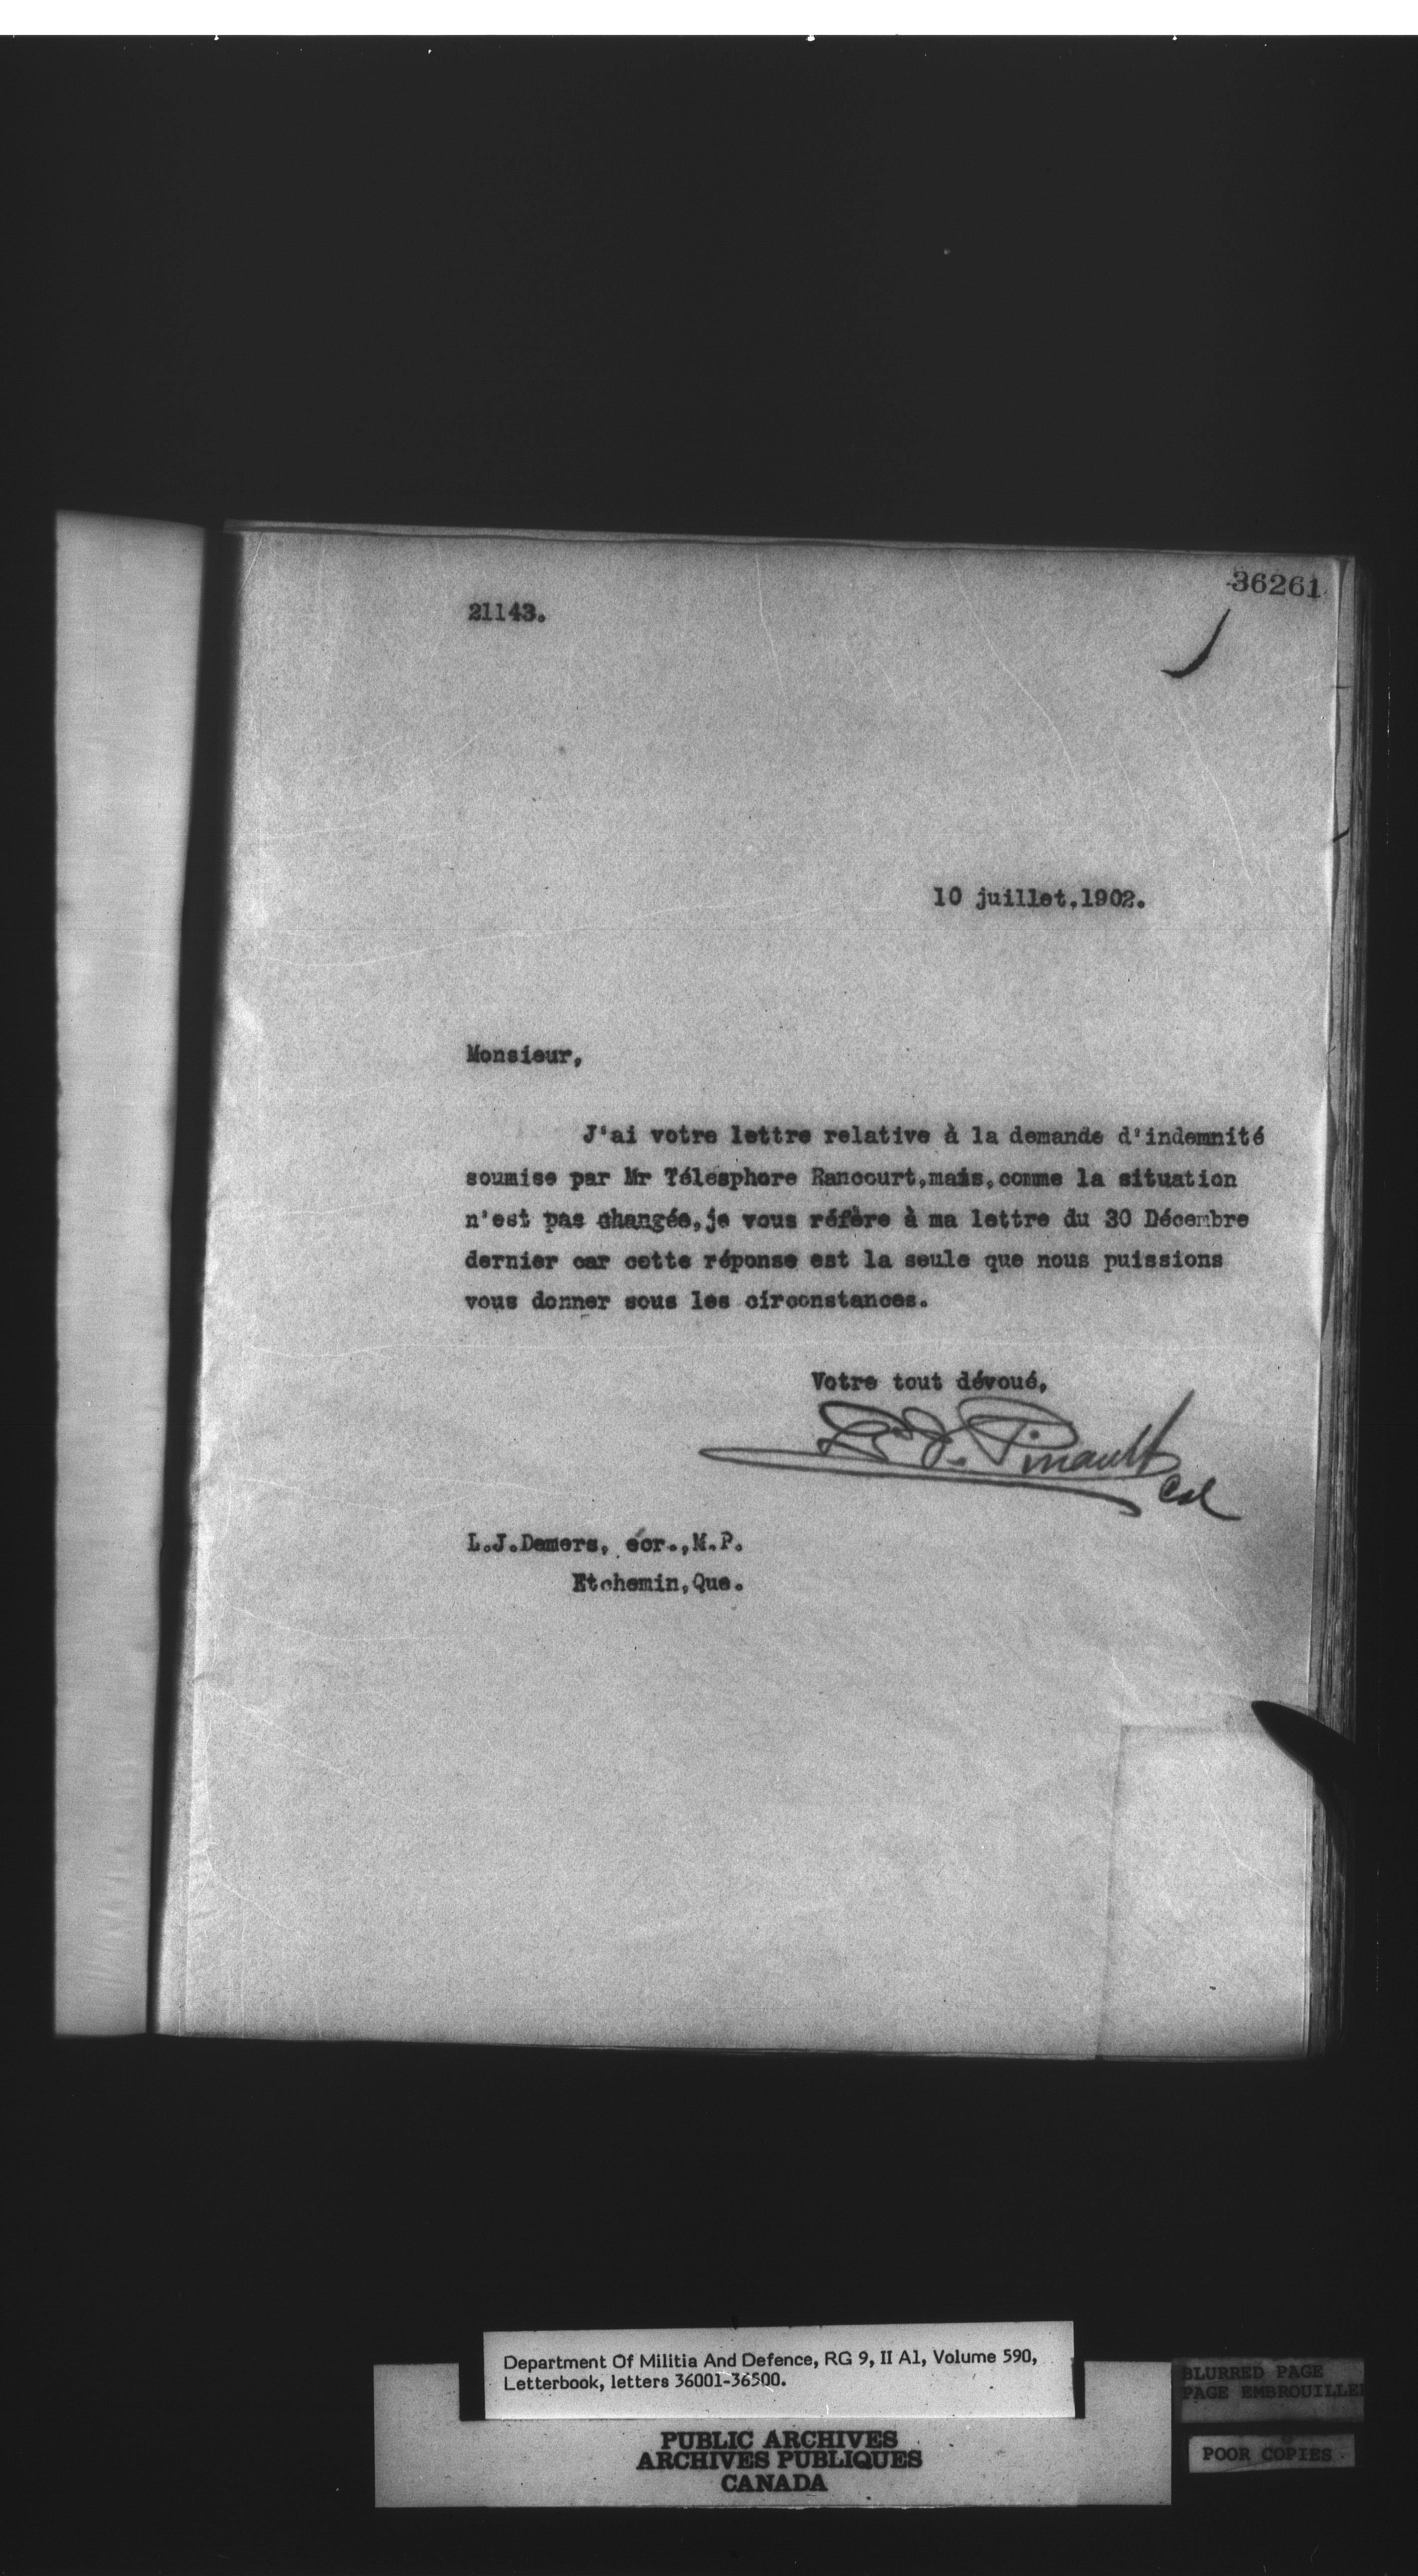 36261
21143.
10 juillet,1902.
Monsieur,
J'ai votre lettre relative à la demande d'indemnité
soumise par Mr Télesphore Rancourt,mais,comme la situation
n'est pas changée,je vous réfère à ma lettre du 30 Décembre
dernier car cette réponse est la seule que nous puissions
vous donner sous les circonstances.
Votre tout dévoué,
L. F. Pinault
Col
L.J.Demers, écr.,M.P.
Etchemin,Que.
Department Of Militia And Defence, RG 9, II A1, Volume 590,
Letterbook, letters 36001-36500.
PUBLIC ARCHIVES
ARCHIVES PUBLIQUES
CANADA
BLURRED PAGE
PAGE EMBROUILLEE
POOR COPIES